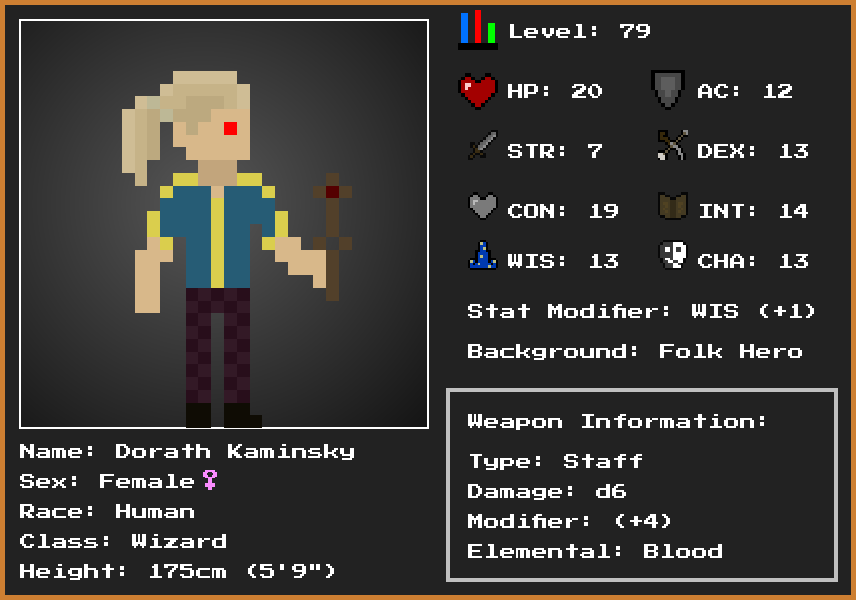 Level: 79
HP: 20 AC: 12
STR: 7 DEX: 13
CON: 19 INT: 14
WIS: 13 CHA: 13
Stat Modifier: WIS (+1)
Background: Folk Hero
Weapon Information:
Type: Staff
Damage: d6
Modifier: (+4)
Elemental: Blood
Name: Dorath Kaminsky
Sex: Female♀
Race: Human
Class: Wizard
Height: 175cm (5'9")